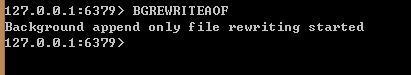 127.0.0.1:6379> BGREWRITEAOF
Background append only file rewriting started
127.0.0.1:6379>